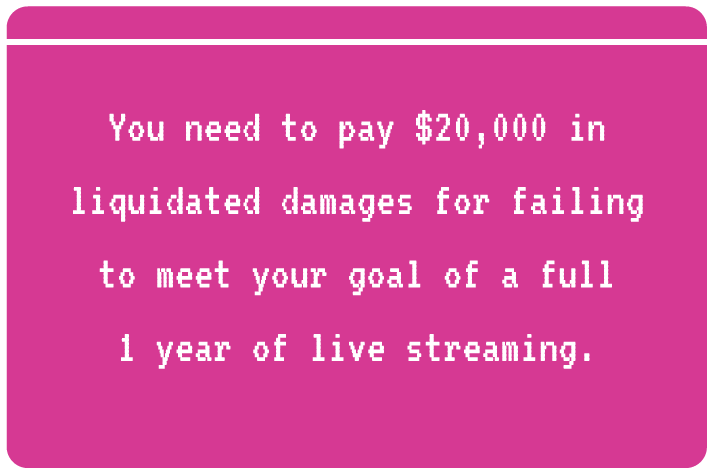 You need to pay $20,000 in
liquidated damages for failing
to meet your goal of a full
1 year of live streaming.